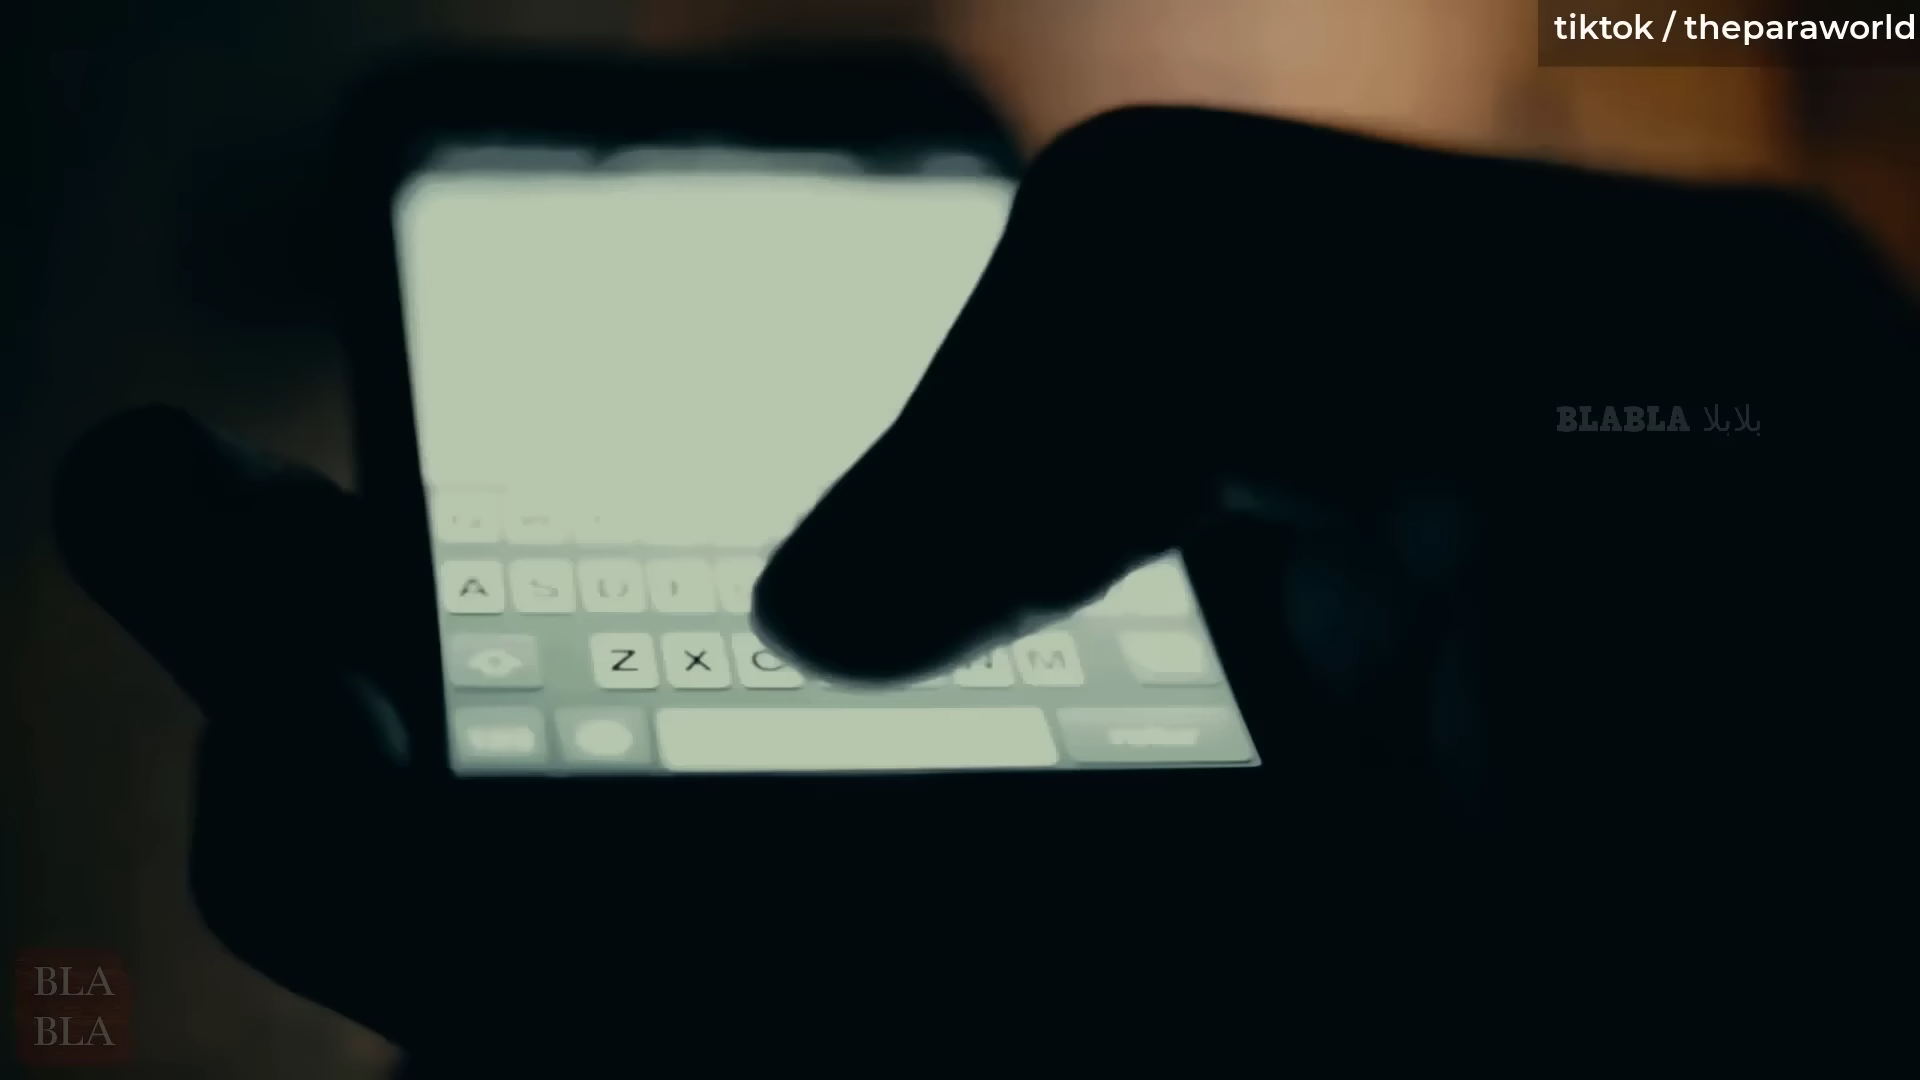 tiktok / theparaworld
BLABLA بلابلا
A S D F
Z X C N M
BLA
BLA